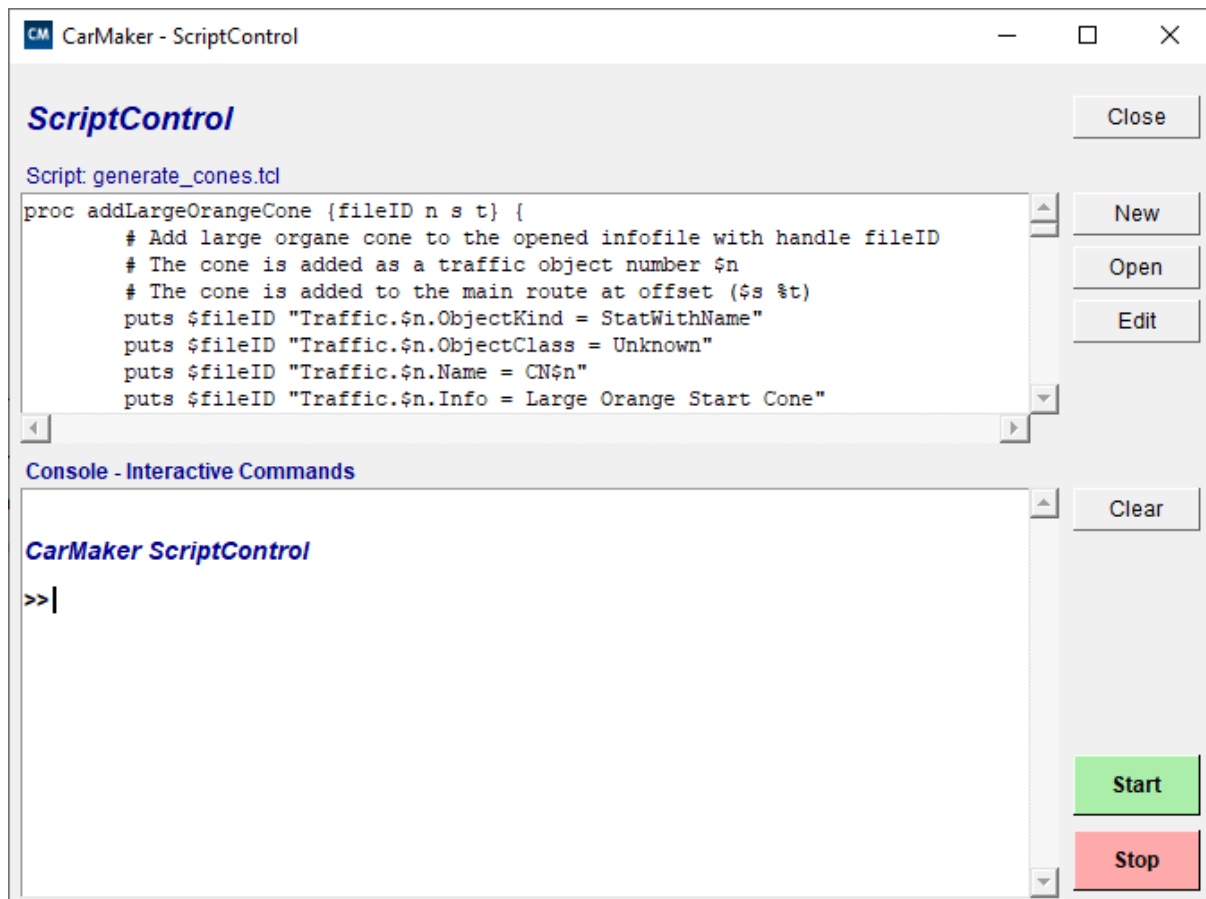 CM CarMaker - ScriptControl
ScriptControl
Close
Script: generate_cones.tcl
proc addLargeOrangeCone {fileID n s t} {
# Add large organe cone to the opened infofile with handle fileID
# The cone is added as a traffic object number $n
# The cone is added to the main route at offset ($s %t)
puts $fileID "Traffic.$n.ObjectKind = StatWithName"
puts $fileID "Traffic.$n.ObjectClass = Unknown"
puts $fileID "Traffic.$n.Name = CN$n"
puts $fileID "Traffic.$n.Info = Large Orange Start Cone"
New
Open
Edit
Console - Interactive Commands
Clear
CarMaker ScriptControl
>>
Start
Stop